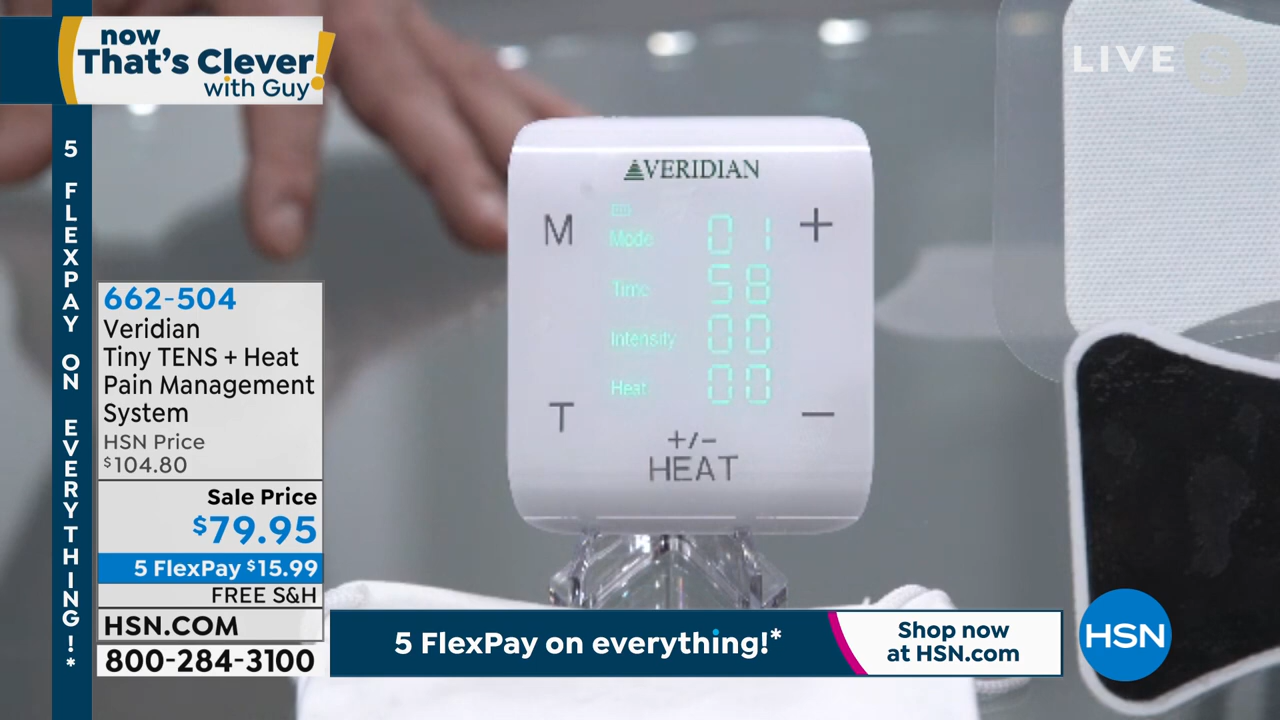 now
That's Clever!
with Guy
LIVE
5 FLEXPAY ON EVERYTHING!*
662-504
Veridian
Tiny TENS + Heat
Pain Management
System
HSN Price
$104.80
Sale Price
$79.95
5 FlexPay $15.99
FREE S&H
HSN.COM
800-284-3100
VERIDIAN
M
+
Mode 01
Time 58
Intensity 00
Heat 00
T
−
+/−
HEAT
5 FlexPay on everything!*
Shop now
at HSN.com
HSN